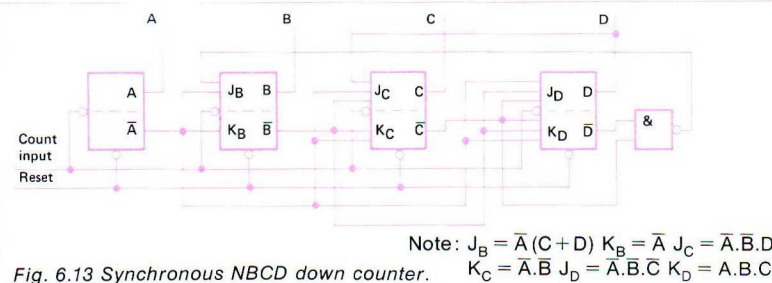 A B C D
A J_B B J_C C J_D D
A̅ K_B B̅ K_C C̅ K_D D̅ &
Count
input
Reset
Note: J_B = A̅ (C+D) K_B = A̅ J_C = A̅.B̅.D
Fig. 6.13 Synchronous NBCD down counter. K_C = A̅.B̅ J_D = A̅.B̅.C̅ K_D = A.B.C